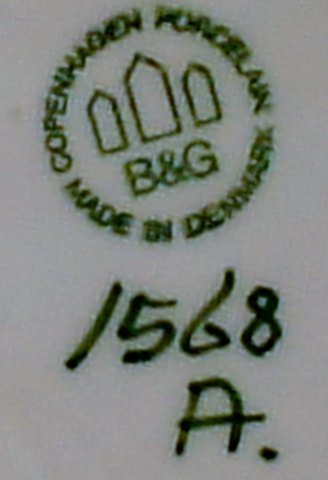 COPENHAGEN PORCELAIN
B&G
MADE IN DENMARK
1568
A.